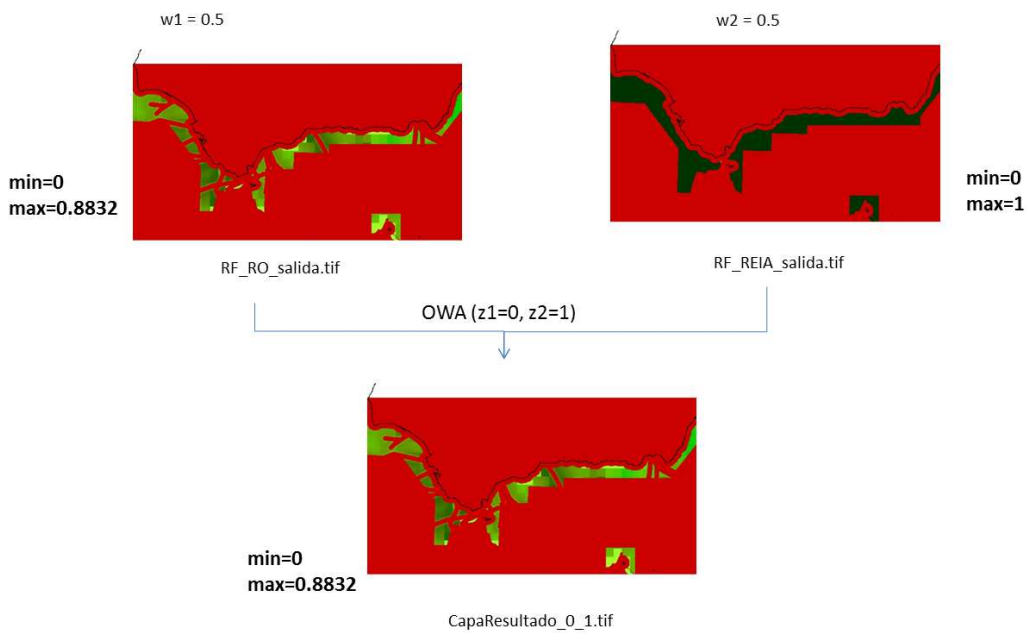 w1 = 0.5
w2 = 0.5
min=0
max=0.8832
min=0
max=1
RF_RO_salida.tif
RF_REIA_salida.tif
OWA (z1=0, z2=1)
min=0
max=0.8832
CapaResultado_0_1.tif